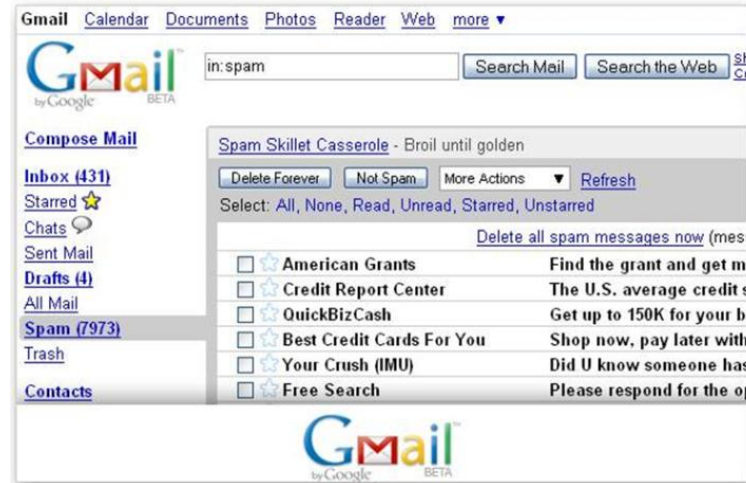 Gmail Calendar Documents Photos Reader Web more ▼
Gmail
by Google BETA
in:spam Search Mail Search the Web
Compose Mail
Spam Skillet Casserole - Broil until golden
Inbox (431)
Delete Forever Not Spam More Actions ▼ Refresh
Starred
Select: All, None, Read, Unread, Starred, Unstarred
Chats
Delete all spam messages now (mes
Sent Mail
American Grants Find the grant and get m
Drafts (4)
Credit Report Center The U.S. average credit s
All Mail
QuickBizCash Get up to 150K for your b
Spam (7973)
Best Credit Cards For You Shop now, pay later with
Trash
Your Crush (IMU) Did U know someone has
Contacts
Free Search Please respond for the op
Gmail
by Google BETA